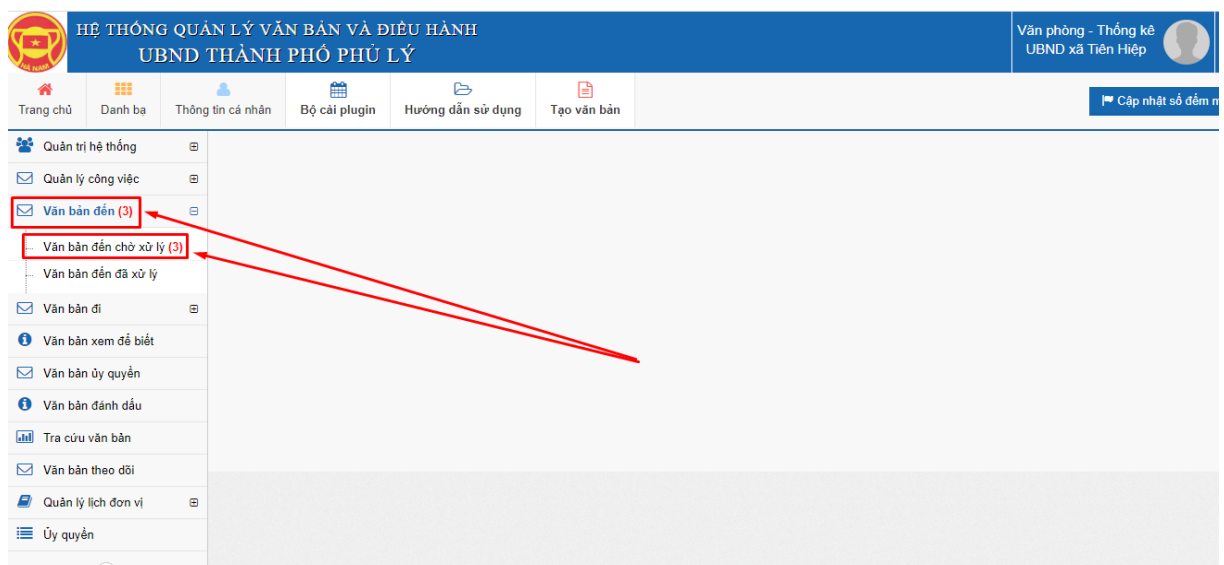 HỆ THỐNG QUẢN LÝ VĂN BẢN VÀ ĐIỀU HÀNH
UBND THÀNH PHỐ PHỦ LÝ
HÀ NAM
Văn phòng - Thống kê
UBND xã Tiên Hiệp
Trang chủ
Danh bạ
Thông tin cá nhân
Bộ cài plugin
Hướng dẫn sử dụng
Tạo văn bản
Cập nhật số đếm m
Quản trị hệ thống
Quản lý công việc
Văn bản đến (3)
Văn bản đến chờ xử lý (3)
Văn bản đến đã xử lý
Văn bản đi
Văn bản xem để biết
Văn bản ủy quyền
Văn bản đánh dấu
Tra cứu văn bản
Văn bản theo dõi
Quản lý lịch đơn vị
Ủy quyền